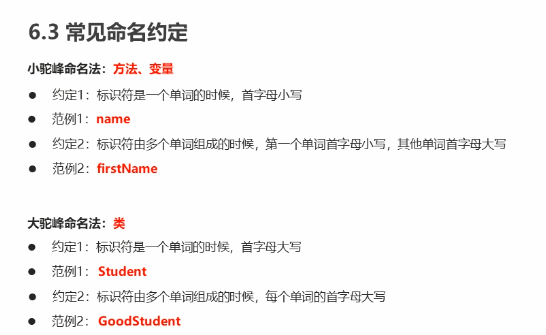 6.3 常见命名约定
小驼峰命名法：方法、变量
● 约定1：标识符是一个单词的时候，首字母小写
● 范例1：name
● 约定2：标识符由多个单词组成的时候，第一个单词首字母小写，其他单词首字母大写
● 范例2：firstName
大驼峰命名法：类
● 约定1：标识符是一个单词的时候，首字母大写
● 范例1：Student
● 约定2：标识符由多个单词组成的时候，每个单词的首字母大写
● 范例2：GoodStudent